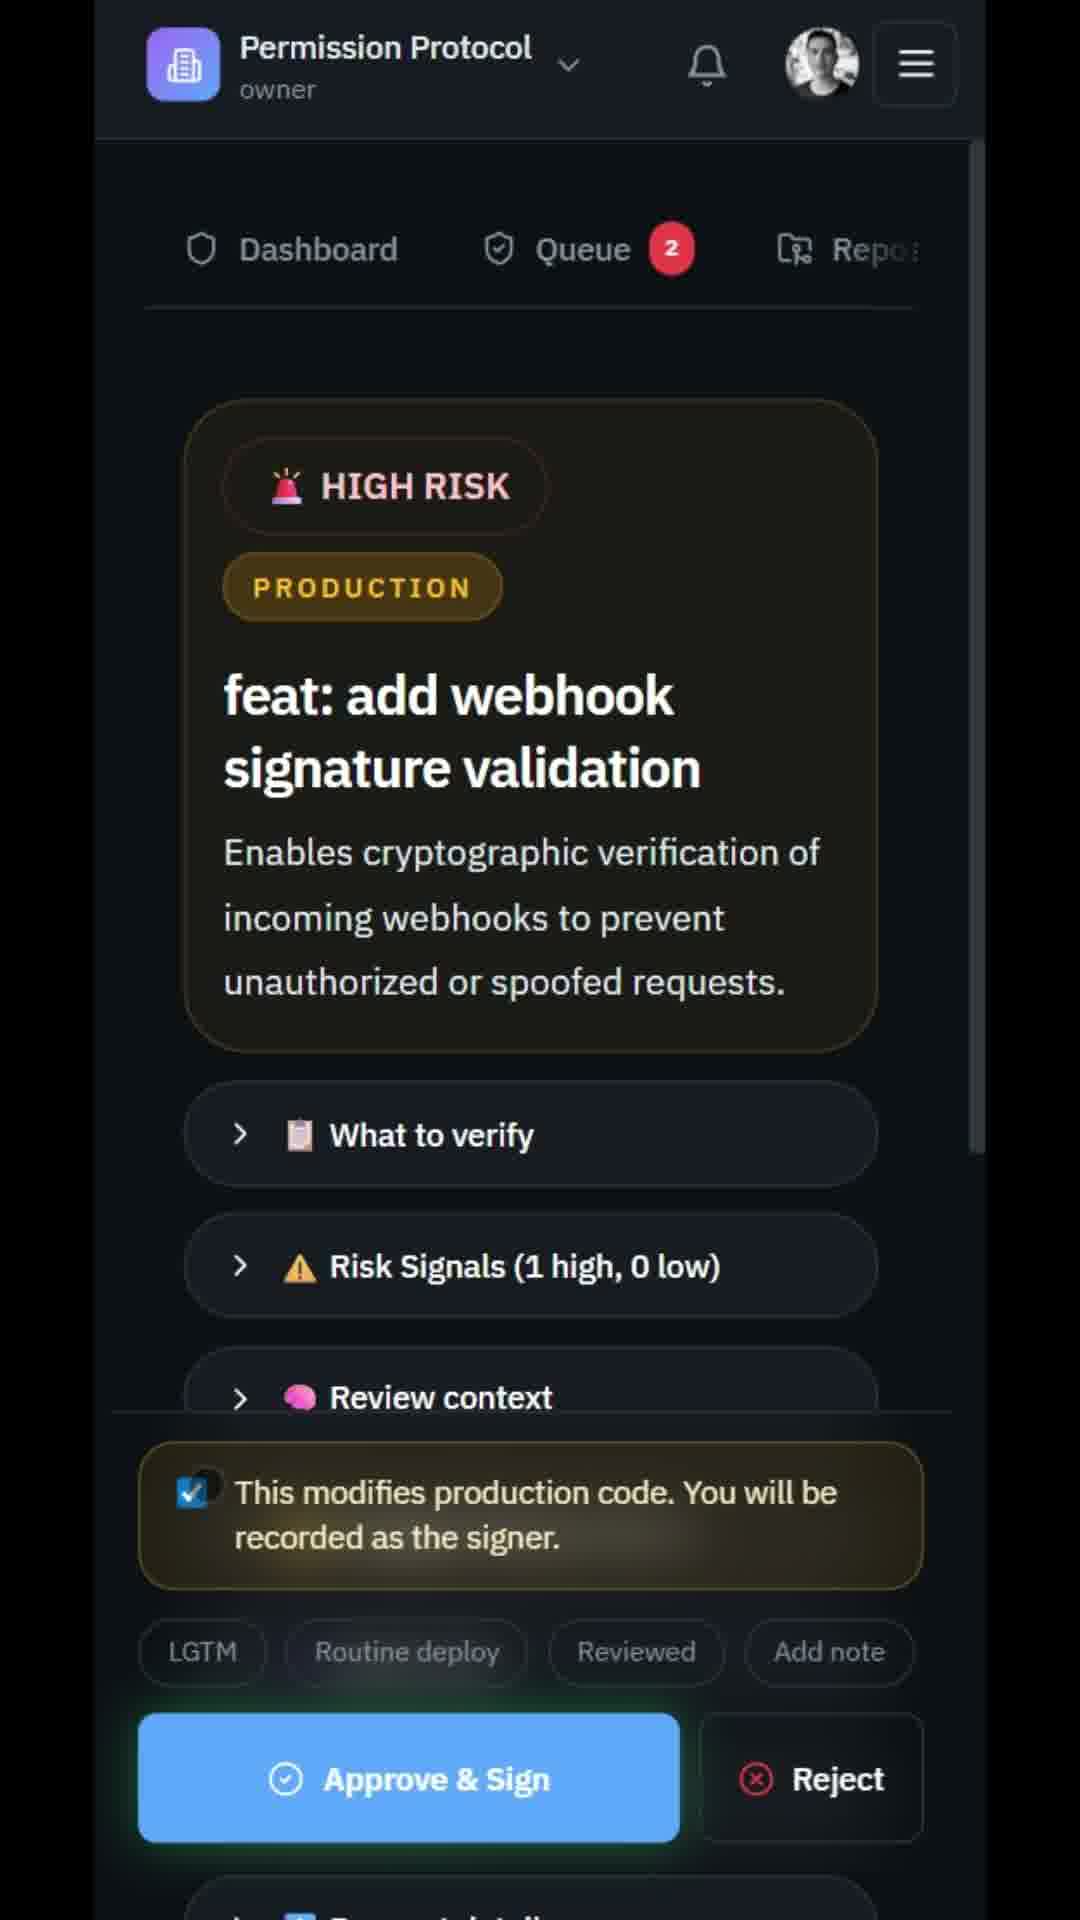 Permission Protocol
owner
Dashboard
Queue
2
Repos
HIGH RISK
PRODUCTION
feat: add webhook
signature validation
Enables cryptographic verification of
incoming webhooks to prevent
unauthorized or spoofed requests.
What to verify
Risk Signals (1 high, 0 low)
Review context
This modifies production code. You will be
recorded as the signer.
LGTM
Routine deploy
Reviewed
Add note
Approve & Sign
Reject